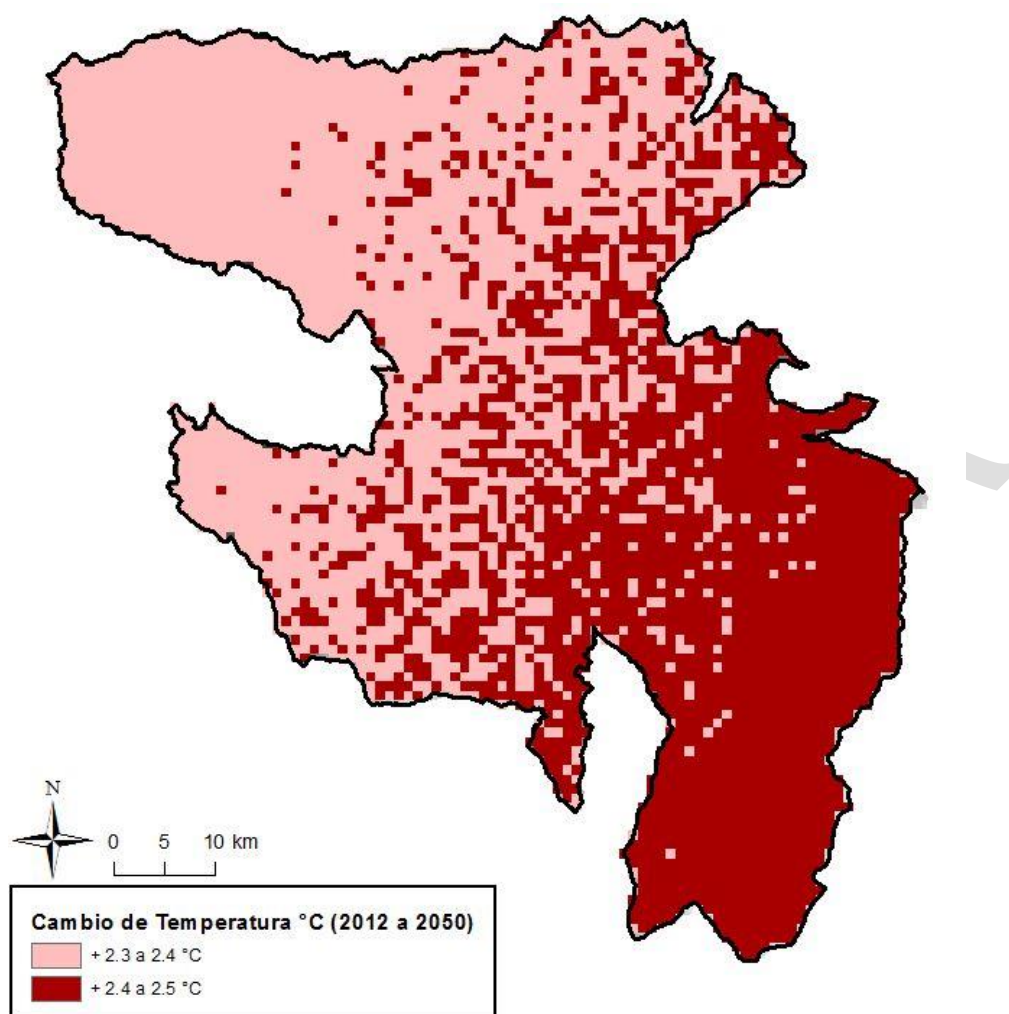 N
0 5 10 km
Cambio de Temperatura °C (2012 a 2050)
+ 2.3 a 2.4 °C
+ 2.4 a 2.5 °C